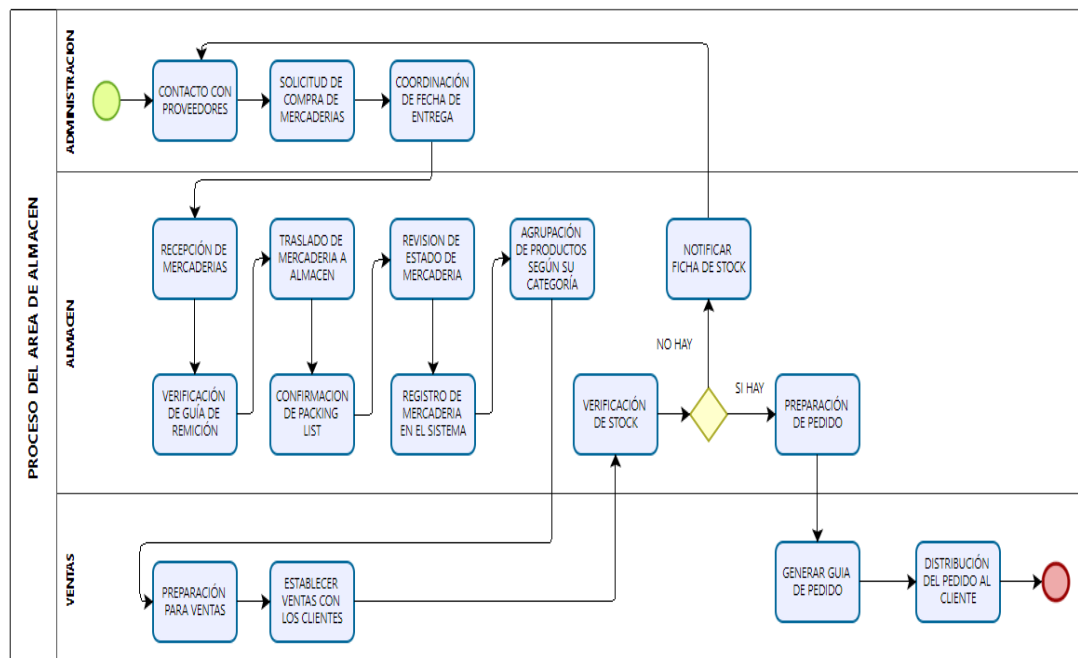 PROCESO DEL AREA DE ALMACEN
ADMINISTRACION
CONTACTO CON
PROVEEDORES
SOLICITUD DE
COMPRA DE
MERCADERIAS
COORDINACIÓN
DE FECHA DE
ENTREGA
ALMACEN
RECEPCIÓN DE
MERCADERIAS
TRASLADO DE
MERCADERIA A
ALMACEN
REVISION DE
ESTADO DE
MERCADERIA
AGRUPACIÓN
DE PRODUCTOS
SEGÚN SU
CATEGORÍA
NOTIFICAR
FICHA DE STOCK
NO HAY
SI HAY
VERIFICACIÓN
DE GUÍA DE
REMICIÓN
CONFIRMACION
DE PACKING
LIST
REGISTRO DE
MERCADERIA
EN EL SISTEMA
VERIFICACIÓN
DE STOCK
PREPARACIÓN
DE PEDIDO
VENTAS
PREPARACIÓN
PARA VENTAS
ESTABLECER
VENTAS CON
LOS CLIENTES
GENERAR GUIA
DE PEDIDO
DISTRIBUCIÓN
DEL PEDIDO AL
CLIENTE